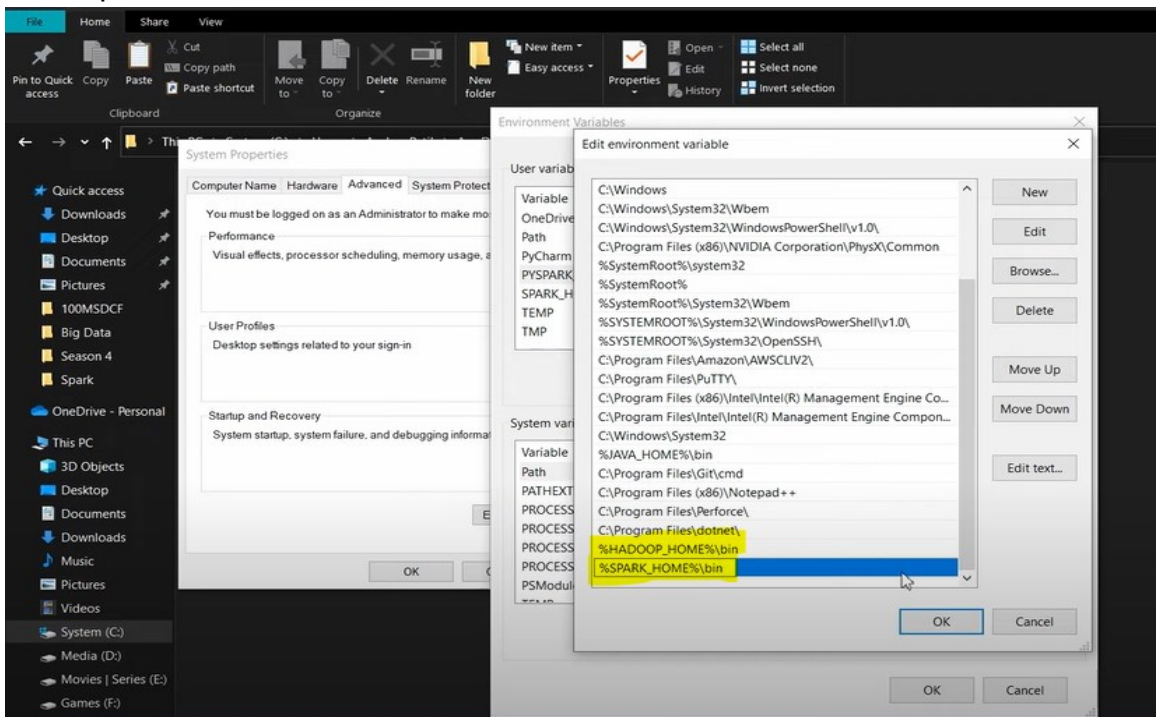 File Home Share View
Pin to Quick access
Copy
Paste
Cut
Copy path
Paste shortcut
Clipboard
Move to
Copy to
Delete
Rename
New folder
Organize
New item
Easy access
Properties
Open
Edit
History
Select all
Select none
Invert selection
Quick access
Downloads
Desktop
Documents
Pictures
100MSDCF
Big Data
Season 4
Spark
OneDrive - Personal
This PC
3D Objects
Desktop
Documents
Downloads
Music
Pictures
Videos
System (C:)
Media (D:)
Movies | Series (E:)
Games (F:)
System Properties
Computer Name Hardware Advanced System Protect
You must be logged on as an Administrator to make mo
Performance
Visual effects, processor scheduling, memory usage, a
User Profiles
Desktop settings related to your sign-in
Startup and Recovery
System startup, system failure, and debugging informat
OK
Environment Variables
User variab
Variable
OneDrive
Path
PyCharm
PYSPARK
SPARK_H
TEMP
TMP
System vari
Variable
Path
PATHEXT
PROCESS
PROCESS
PROCESS
PROCESS
PSModul
TEMP
OK
Cancel
Edit environment variable
C:\Windows
C:\Windows\System32\Wbem
C:\Windows\System32\WindowsPowerShell\v1.0\
C:\Program Files (x86)\NVIDIA Corporation\PhysX\Common
%SystemRoot%\system32
%SystemRoot%
%SystemRoot%\System32\Wbem
%SYSTEMROOT%\System32\WindowsPowerShell\v1.0\
%SYSTEMROOT%\System32\OpenSSH\
C:\Program Files\Amazon\AWSCLIV2\
C:\Program Files\PuTTY\
C:\Program Files (x86)\Intel\Intel(R) Management Engine Co...
C:\Program Files\Intel\Intel(R) Management Engine Compon...
C:\Windows\System32
%JAVA_HOME%\bin
C:\Program Files\Git\cmd
C:\Program Files (x86)\Notepad++
C:\Program Files\Perforce\
C:\Program Files\dotnet\
%HADOOP_HOME%\bin
%SPARK_HOME%\bin
New
Edit
Browse...
Delete
Move Up
Move Down
Edit text...
OK
Cancel